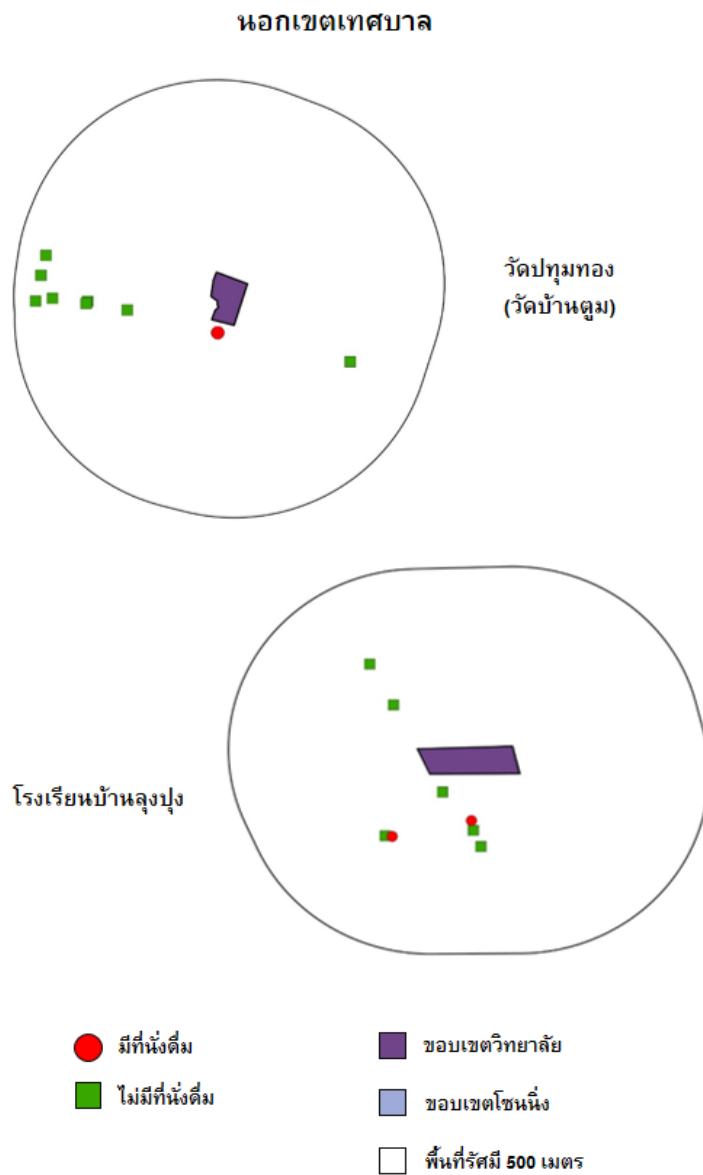 นอกเขตเทศบาล
วัดปทุมทอง
(วัดบ้านตูม)
โรงเรียนบ้านลุงปุง
มีที่นั่งดื่ม
ไม่มีที่นั่งดื่ม
ขอบเขตวิทยาลัย
ขอบเขตโซนนิ่ง
พื้นที่รัศมี 500 เมตร